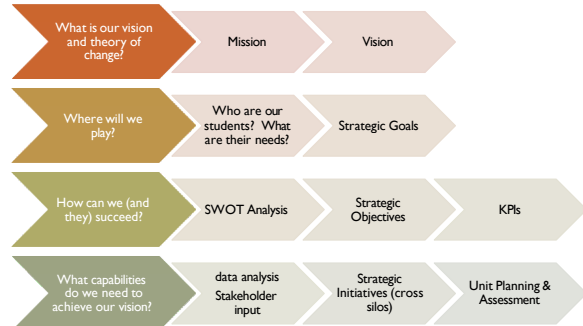 What is our vision
and theory of
change?
Mission
Vision
Where will we
play?
Who are our
students? What
are their needs?
Strategic Goals
How can we (and
they) succeed?
SWOT Analysis
Strategic
Objectives
KPIs
What capabilities
do we need to
achieve our vision?
data analysis
Stakeholder
input
Strategic
Initiatives (cross
silos)
Unit Planning &
Assessment